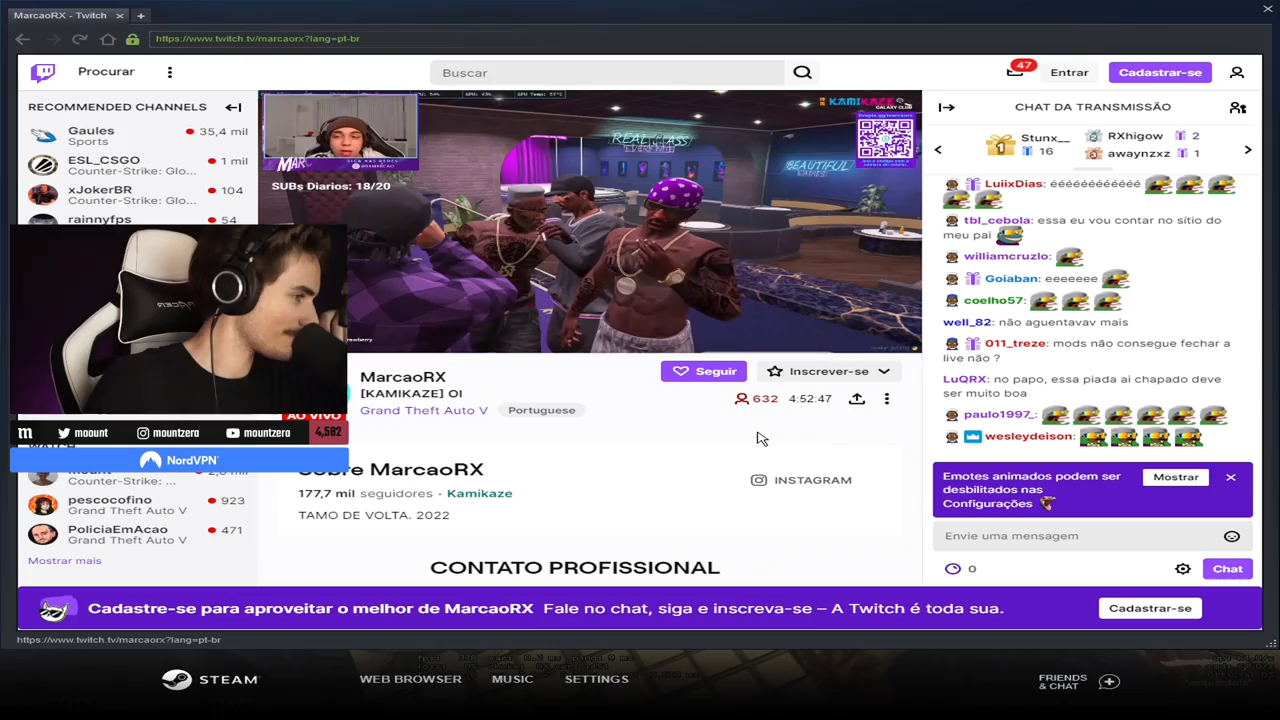 MarcaoRX - Twitch
https://www.twitch.tv/marcaorx?lang=pt-br
Procurar
Buscar
47
Entrar
Cadastrar-se
RECOMMENDED CHANNELS
Gaules
35,4 mil
Sports
ESL_CSGO
1 mil
Counter-Strike: Glo...
xJokerBR
104
Counter-Strike: Glo...
rainnyfps
54
KAMIKAZE
GALAXY CLUB
REAL GLASS
BEAUTIFUL
SUBs Diarios: 18/20
MarcaoRX
[KAMIKAZE] OI
Grand Theft Auto V
Portuguese
Seguir
Inscrever-se
632
4:52:47
AO VIVO
moount
mountzera
mountzera
4,582
NordVPN
Counter-Strike: ...
pescocofino
923
Grand Theft Auto V
PoliciaEmAcao
471
Grand Theft Auto V
Mostrar mais
Sobre MarcaoRX
177,7 mil seguidores · Kamikaze
TAMO DE VOLTA. 2022
INSTAGRAM
CONTATO PROFISSIONAL
CHAT DA TRANSMISSÃO
1
Stunx__
16
RXhigow 2
awaynzxz 1
LuiixDias: éééééééééééé
tbl_cebola: essa eu vou contar no sítio do
meu pai
williamcruzlo:
Goiaban: eeeeeee
coelho57:
well_82: não aguentavav mais
011_treze: mods não consegue fechar a
live não ?
LuQRX: no papo, essa piada ai chapado deve
ser muito boa
paulo1997_:
wesleydeison:
Emotes animados podem ser
desbilitados nas
Configurações
Mostrar
Envie uma mensagem
0
Chat
Cadastre-se para aproveitar o melhor de MarcaoRX Fale no chat, siga e inscreva-se – A Twitch é toda sua.
Cadastrar-se
https://www.twitch.tv/marcaorx?lang=pt-br
STEAM
WEB BROWSER
MUSIC
SETTINGS
FRIENDS
& CHAT